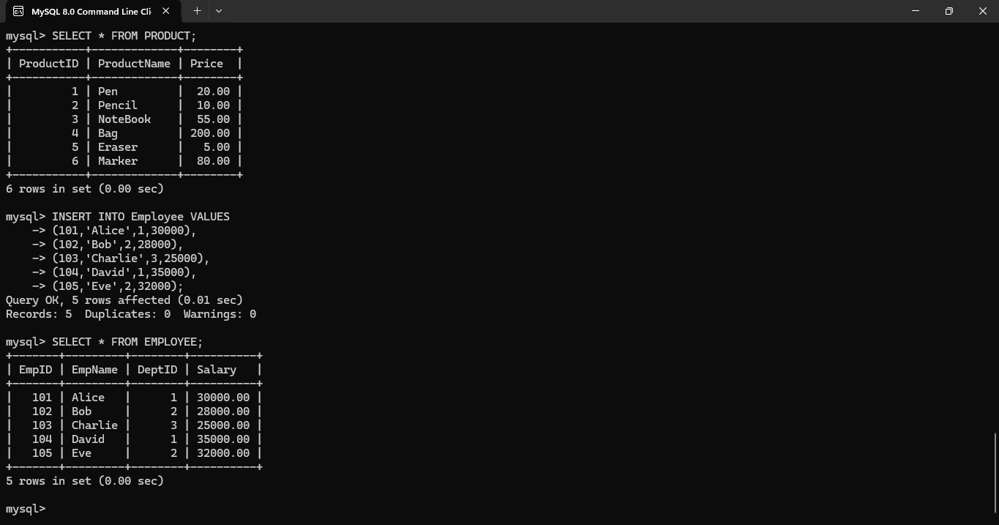 MySQL 8.0 Command Line Cli
mysql> SELECT * FROM PRODUCT;
+-----------+-------------+--------+
| ProductID | ProductName | Price  |
+-----------+-------------+--------+
|         1 | Pen         |  20.00 |
|         2 | Pencil      |  10.00 |
|         3 | NoteBook    |  55.00 |
|         4 | Bag         | 200.00 |
|         5 | Eraser      |   5.00 |
|         6 | Marker      |  80.00 |
+-----------+-------------+--------+
6 rows in set (0.00 sec)

mysql> INSERT INTO Employee VALUES
    -> (101,'Alice',1,30000),
    -> (102,'Bob',2,28000),
    -> (103,'Charlie',3,25000),
    -> (104,'David',1,35000),
    -> (105,'Eve',2,32000);
Query OK, 5 rows affected (0.01 sec)
Records: 5  Duplicates: 0  Warnings: 0

mysql> SELECT * FROM EMPLOYEE;
+-------+---------+--------+----------+
| EmpID | EmpName | DeptID | Salary   |
+-------+---------+--------+----------+
|   101 | Alice   |      1 | 30000.00 |
|   102 | Bob     |      2 | 28000.00 |
|   103 | Charlie |      3 | 25000.00 |
|   104 | David   |      1 | 35000.00 |
|   105 | Eve     |      2 | 32000.00 |
+-------+---------+--------+----------+
5 rows in set (0.00 sec)

mysql>